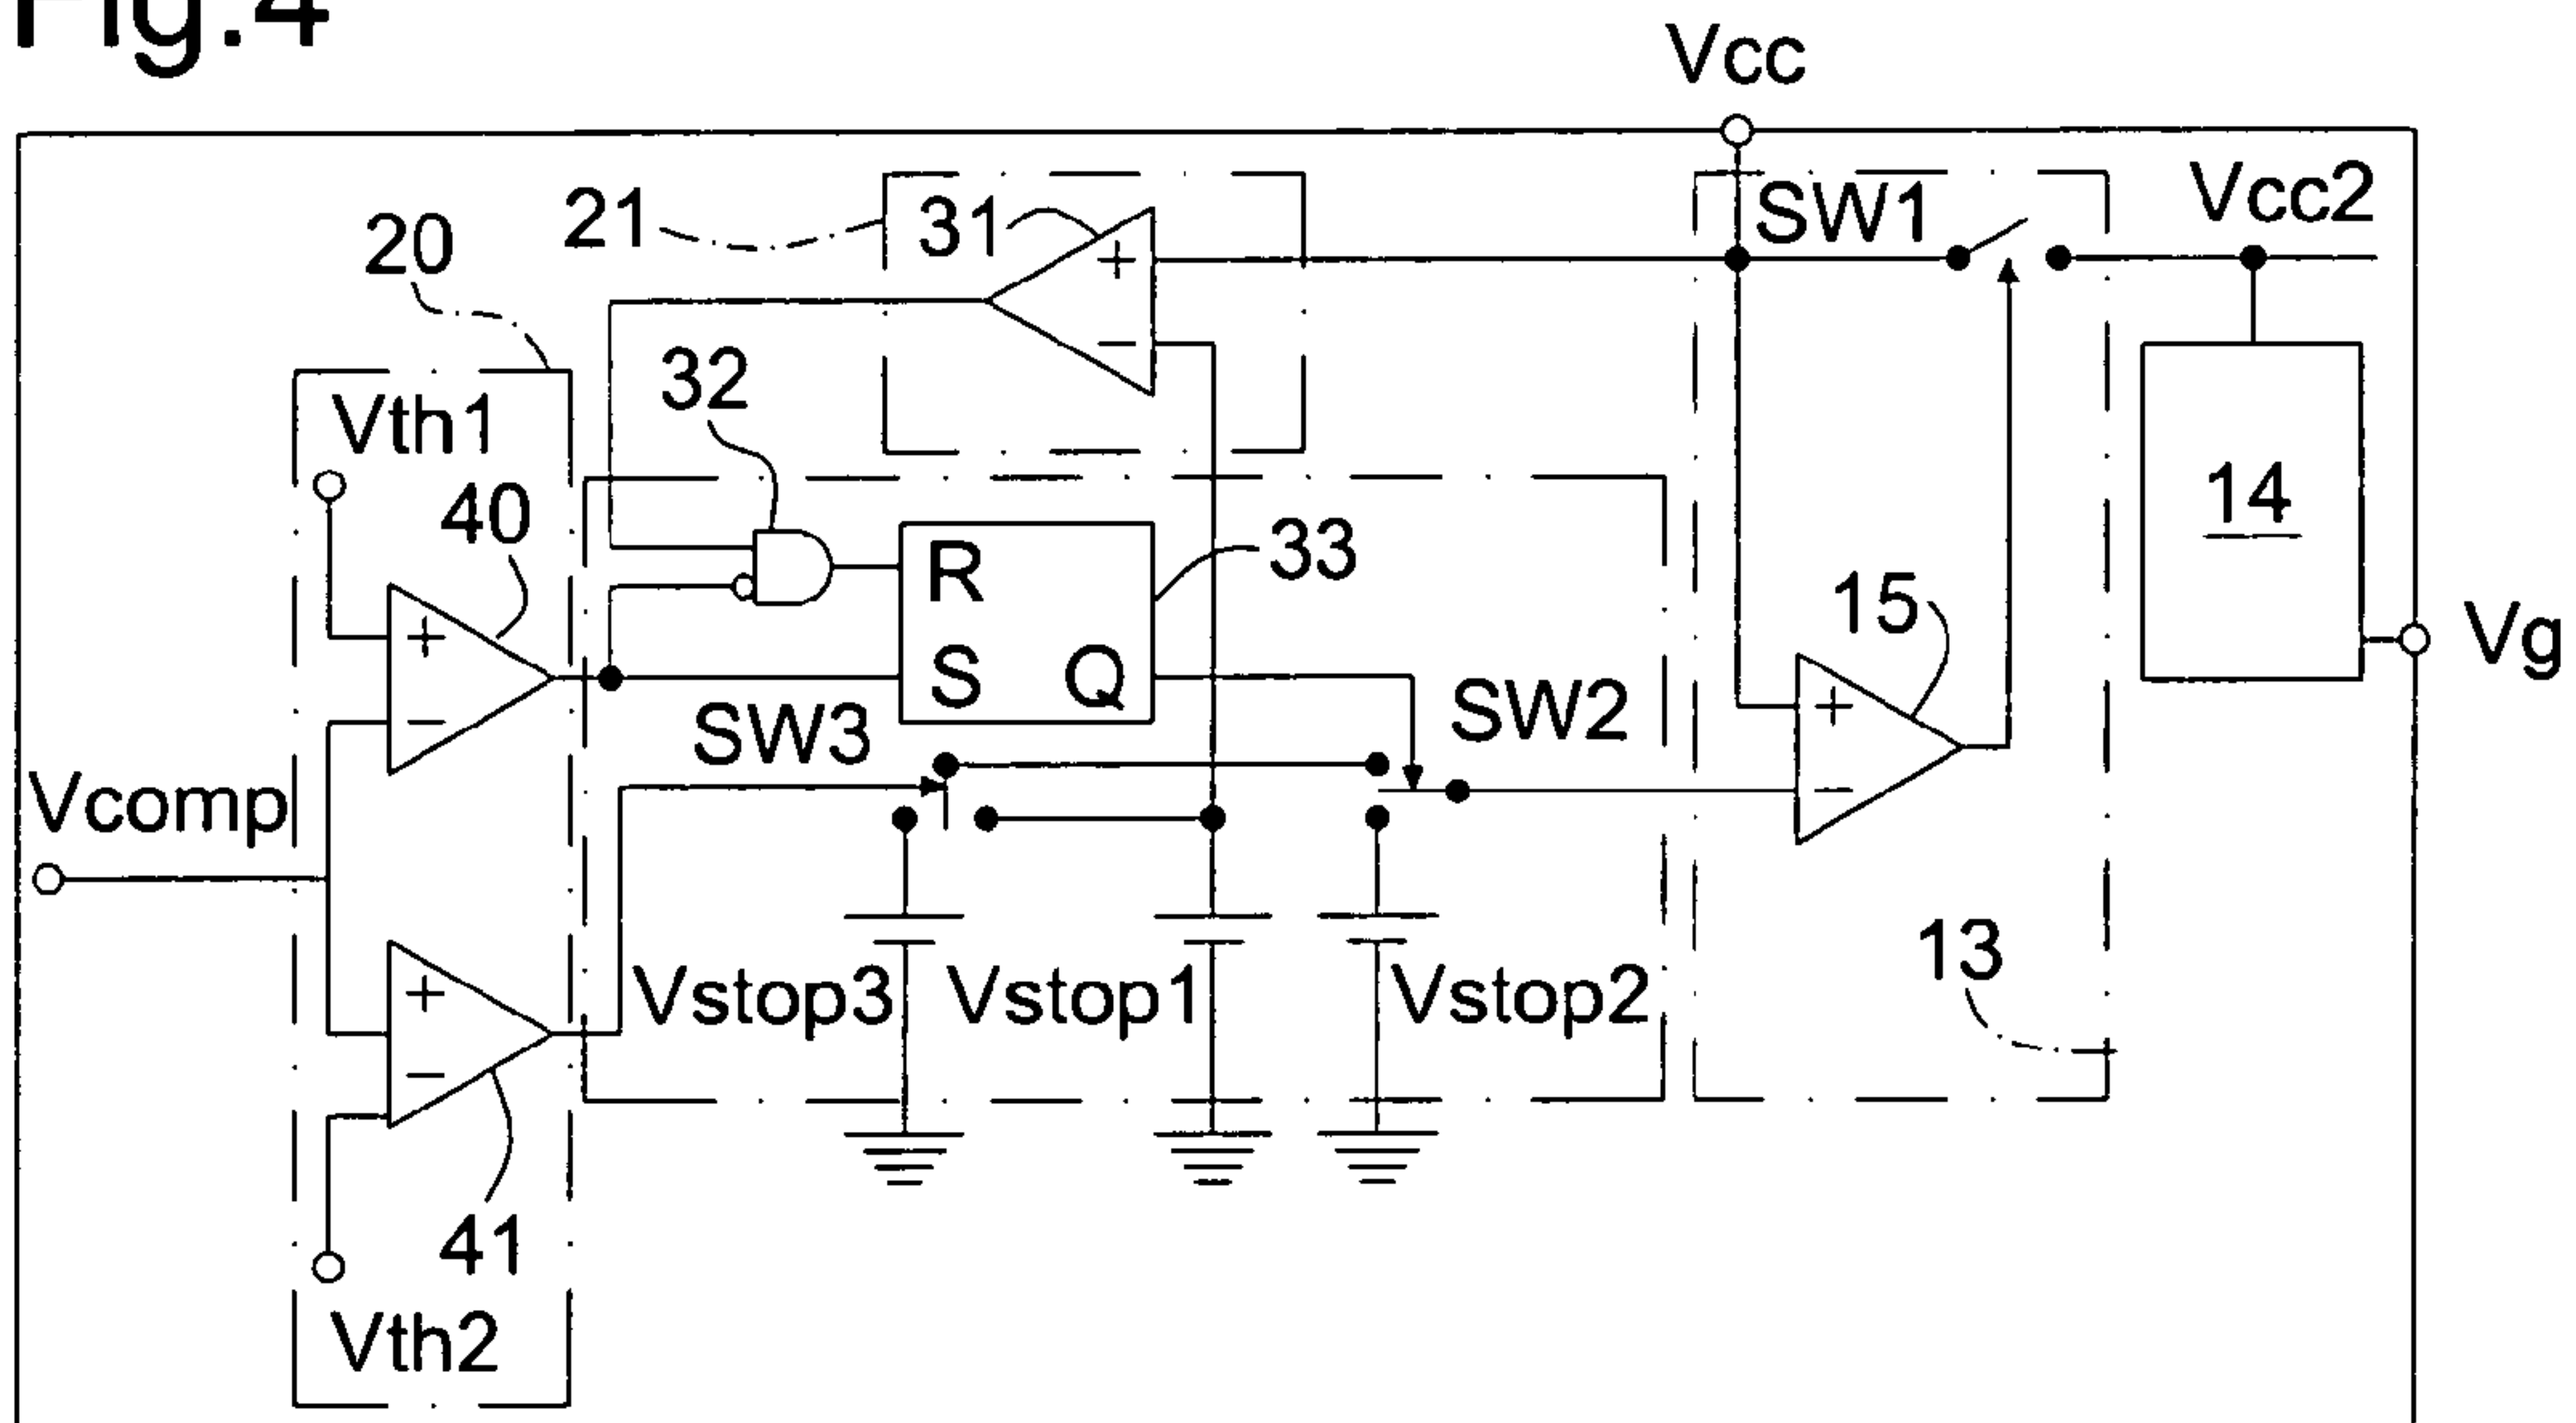 Fig.4
Vcc
21
31
SW1
Vcc2
20
32
Vth1
40
33
14
R
S
Q
15
Vg
SW3
SW2
Vcomp
13
Vstop3
Vstop1
Vstop2
41
Vth2
+
−
+
−
+
−
+
−